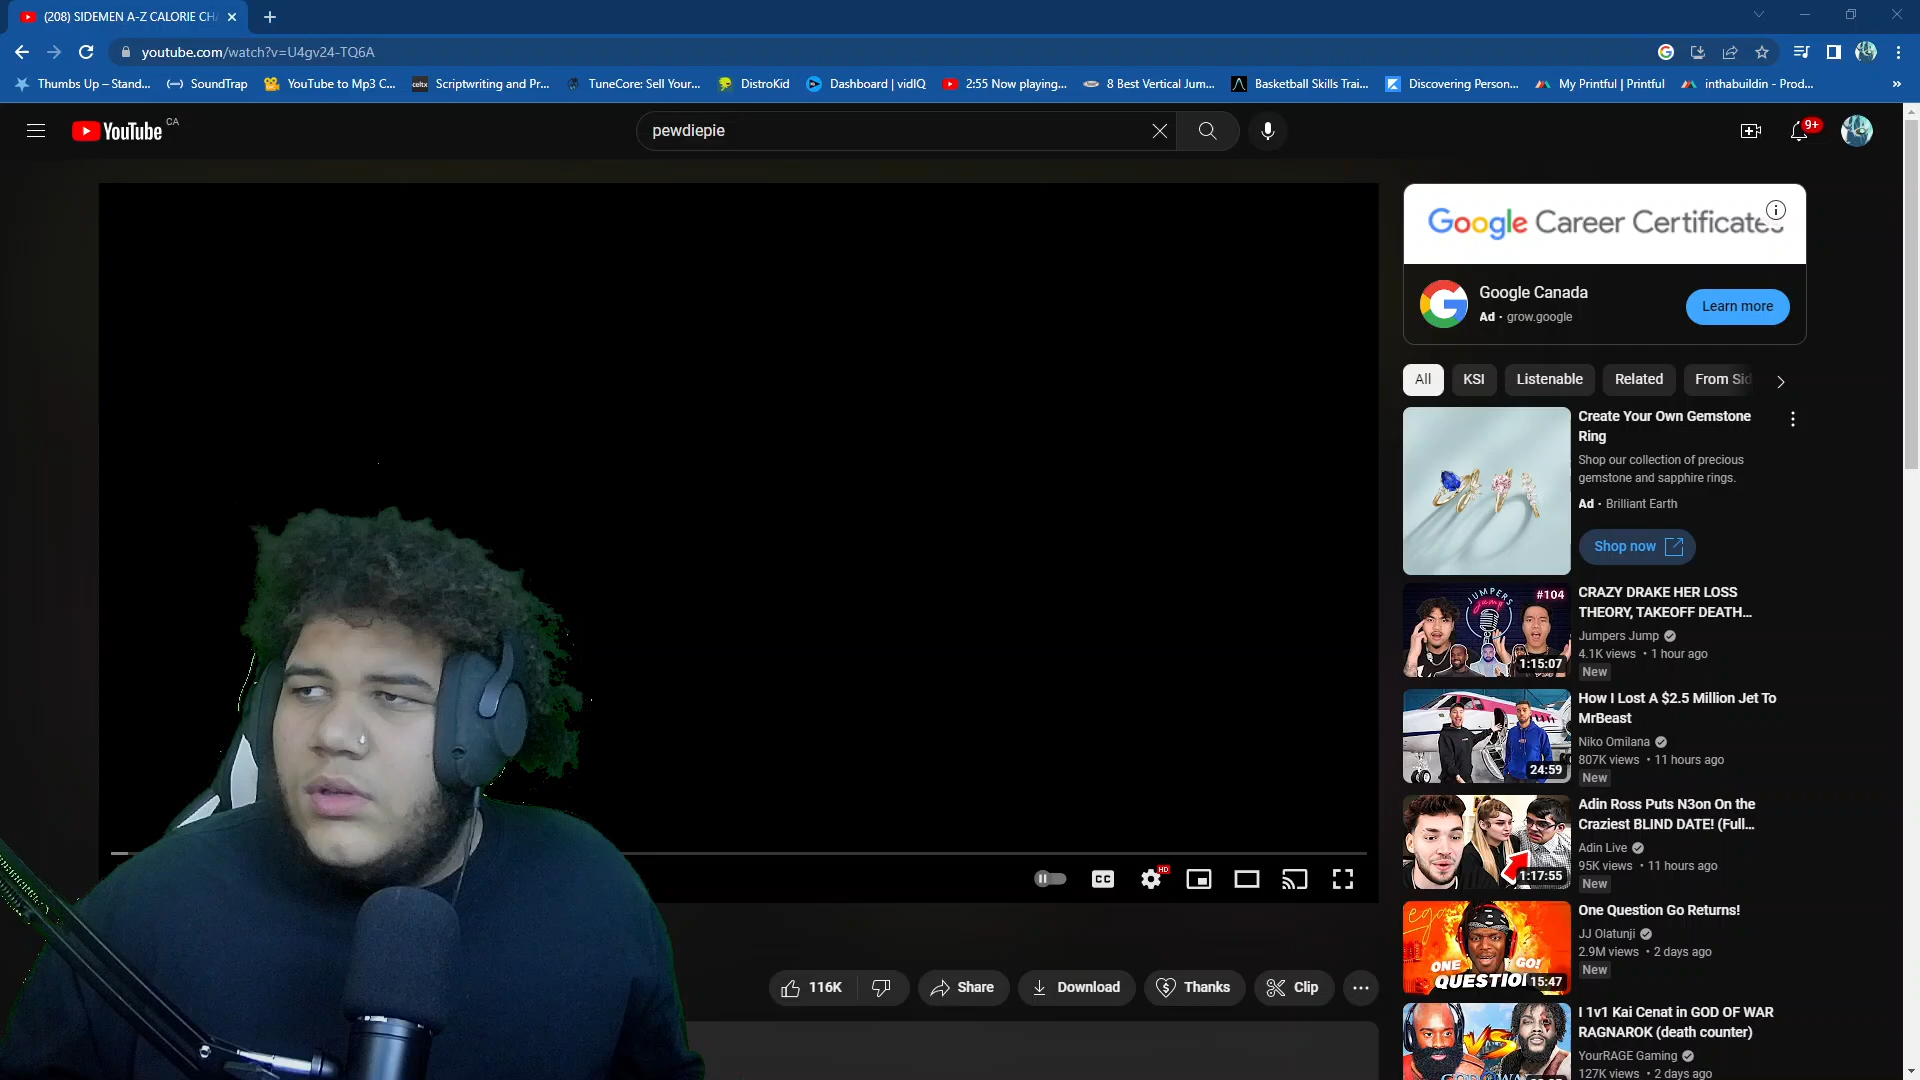 (208) SIDEMEN A-Z CALORIE CH
youtube.com/watch?v=U4gv24-TQ6A
Thumbs Up – Stand...
SoundTrap
YouTube to Mp3 C...
celtx
Scriptwriting and Pr...
TuneCore: Sell Your...
DistroKid
Dashboard | vidIQ
2:55 Now playing...
8 Best Vertical Jum...
Basketball Skills Trai...
Discovering Person...
My Printful | Printful
inthabuildin - Prod...
YouTube CA
pewdiepie
9+
Google Career Certificates
Google Canada
Ad · grow.google
Learn more
All
KSI
Listenable
Related
From Sid
Create Your Own Gemstone
Ring
Shop our collection of precious
gemstone and sapphire rings.
Ad · Brilliant Earth
Shop now
JUMPERS
JUMP
#104
1:15:07
CRAZY DRAKE HER LOSS
THEORY, TAKEOFF DEATH...
Jumpers Jump
4.1K views · 1 hour ago
New
24:59
How I Lost A $2.5 Million Jet To
MrBeast
Niko Omilana
807K views · 11 hours ago
New
1:17:55
Adin Ross Puts N3on On the
Craziest BLIND DATE! (Full...
Adin Live
95K views · 11 hours ago
New
ONE GO!
QUESTION
15:47
One Question Go Returns!
JJ Olatunji
2.9M views · 2 days ago
New
VS
I 1v1 Kai Cenat in GOD OF WAR
RAGNAROK (death counter)
YourRAGE Gaming
127K views · 2 days ago
CC
HD
116K
Share
Download
Thanks
Clip